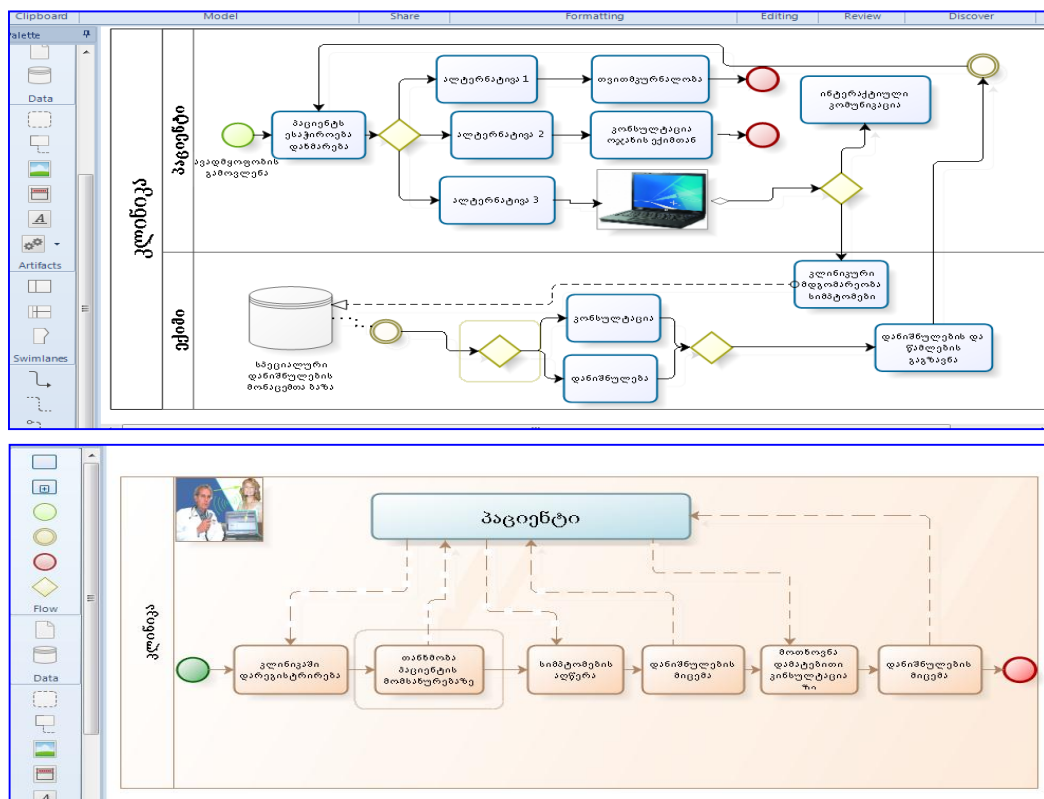 Clipboard Model Share Formatting Editing Review Discover
Palette
Data
Artifacts
Swimlanes
კლინიკა
პაციენტი
ექიმი
ავადმყოფობის
გამოვლენა
პაციენტს
ესაჭიროება
დახმარება
ალტერნატივა 1
თვითმკურნალობა
ალტერნატივა 2
კონსულტაცია
ოჯახის ექიმთან
ალტერნატივა 3
ინტერაქტიული
კომუნიკაცია
კლინიკური
მდგომარეობა
სიმპტომები
სპეციალური
დანიშნულების
მონაცემთა ბაზა
კონსულტაცია
დანიშნულება
დანიშნულების და
წამლების
გაგზავნა
Flow
Data
კლინიკა
პაციენტი
კლინიკაში
დარეგისტრირება
თანხმობა
პაციენტის
მომსახურებაზე
სიმპტომების
აღწერა
დანიშნულების
მიცემა
მოთხოვნა
დამატებითი
კონსულტაცია
ზე
დანიშნულების
მიცემა